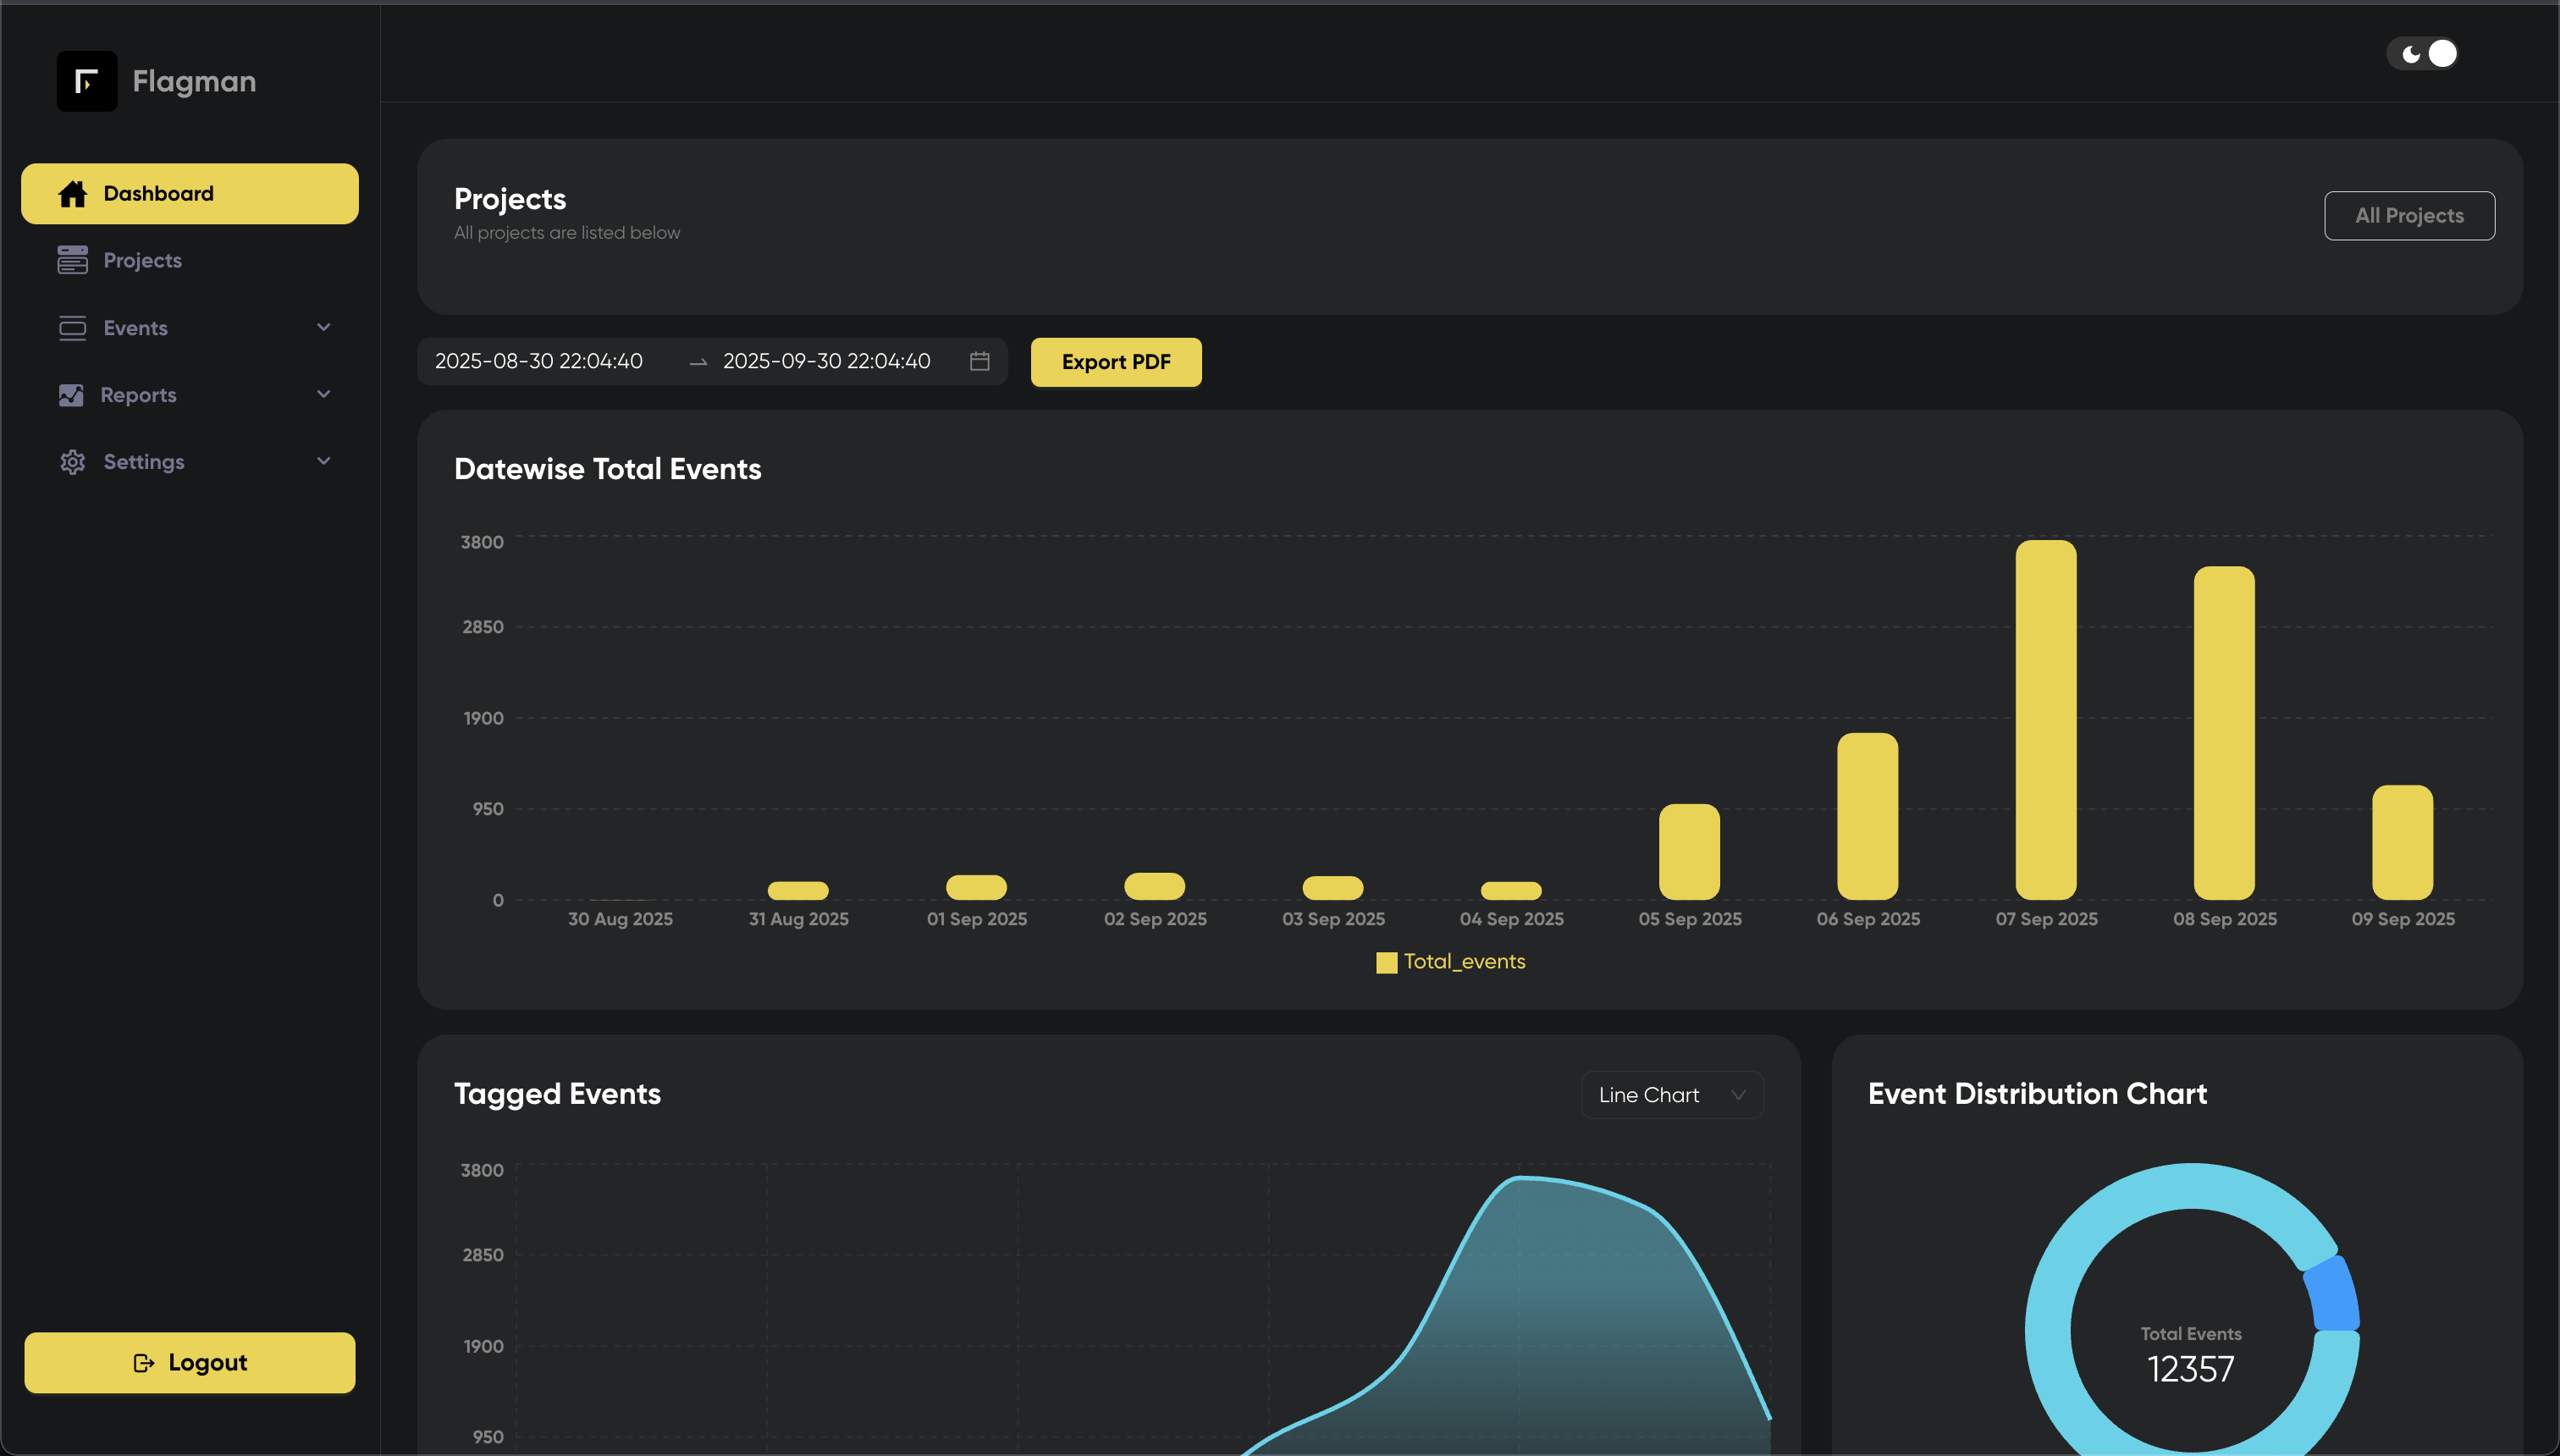 Flagman
Dashboard
Projects
Events
Reports
Settings
Logout
Projects
All projects are listed below
All Projects
2025-08-30 22:04:40 → 2025-09-30 22:04:40
Export PDF
Datewise Total Events
3800
2850
1900
950
0
30 Aug 2025 31 Aug 2025 01 Sep 2025 02 Sep 2025 03 Sep 2025 04 Sep 2025 05 Sep 2025 06 Sep 2025 07 Sep 2025 08 Sep 2025 09 Sep 2025
Total_events
Tagged Events
Line Chart
3800
2850
1900
950
Event Distribution Chart
Total Events
12357